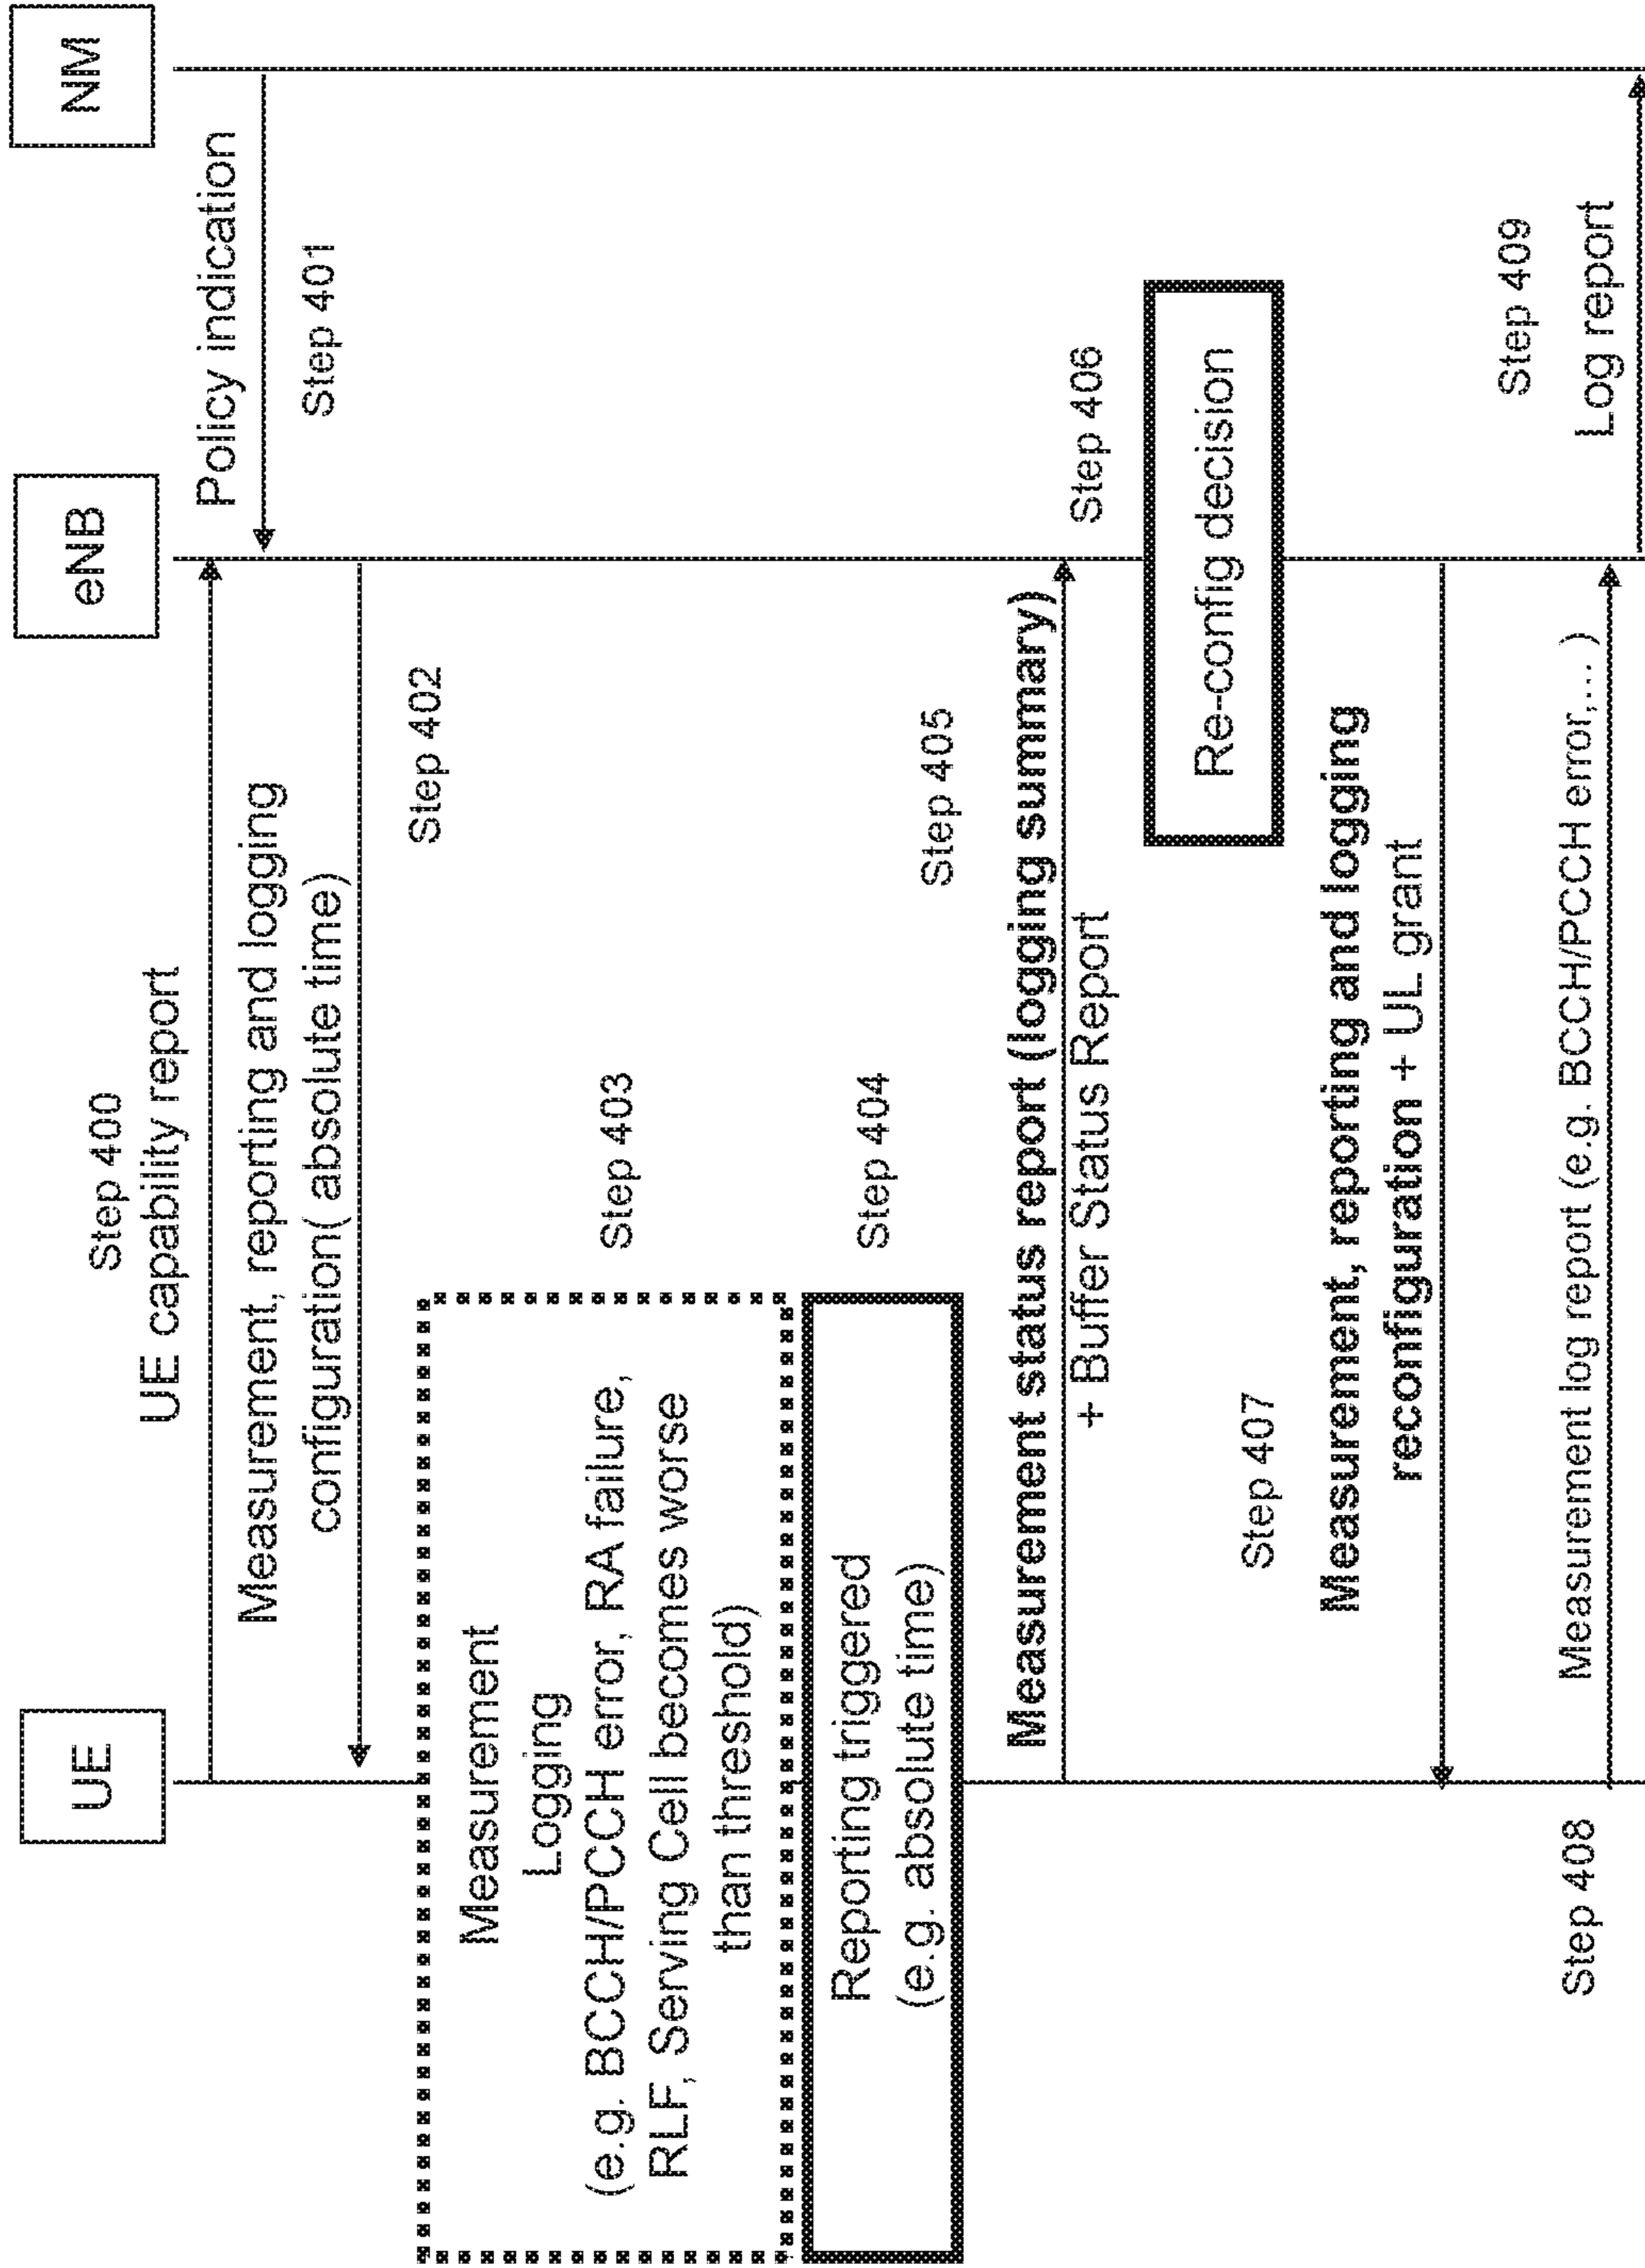 UE
eNB
NM
Step 400
UE capability report
Policy indication
Step 401
Measurement, reporting and logging
configuration( absolute time)
Step 402
Measurement
Logging
(e.g. BCCH/PCCH error, RA failure,
RLF, Serving Cell becomes worse
than threshold)
Step 403
Reporting triggered
(e.g. absolute time)
Step 404
Step 405
Measurement status report (logging summary)
+ Buffer Status Report
Step 406
Re-config decision
Step 407
Measurement, reporting and logging
reconfiguration + UL grant
Step 408
Measurement log report (e.g. BCCH/PCCH error,... )
Step 409
Log report